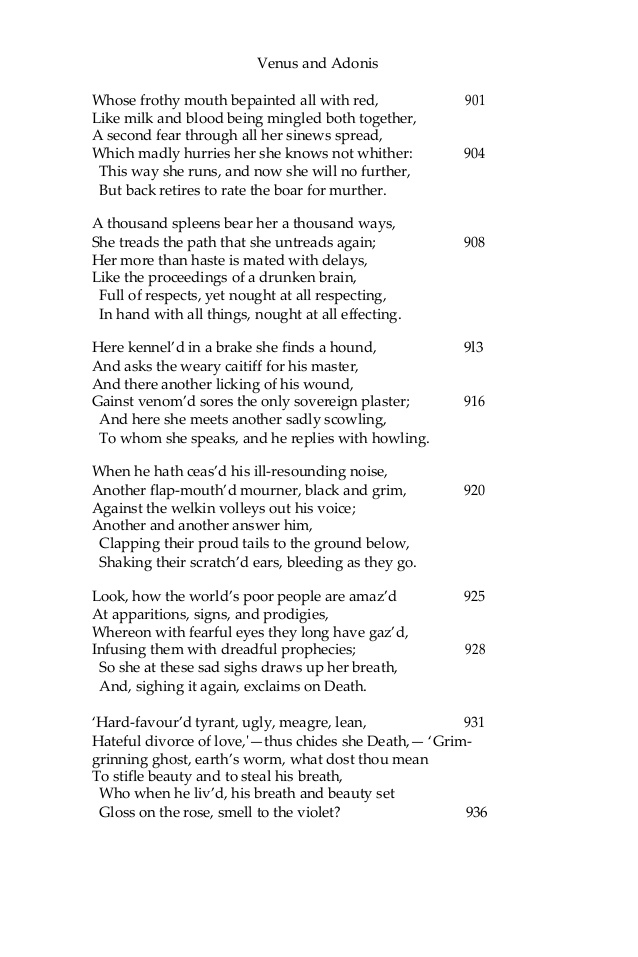 Venus and Adonis
Whose frothy mouth bepainted all with red, 901
Like milk and blood being mingled both together,
A second fear through all her sinews spread,
Which madly hurries her she knows not whither: 904
This way she runs, and now she will no further,
But back retires to rate the boar for murther.
A thousand spleens bear her a thousand ways,
She treads the path that she untreads again; 908
Her more than haste is mated with delays,
Like the proceedings of a drunken brain,
Full of respects, yet nought at all respecting,
In hand with all things, nought at all effecting.
Here kennel’d in a brake she finds a hound, 913
And asks the weary caitiff for his master,
And there another licking of his wound,
Gainst venom’d sores the only sovereign plaster; 916
And here she meets another sadly scowling,
To whom she speaks, and he replies with howling.
When he hath ceas’d his ill-resounding noise,
Another flap-mouth’d mourner, black and grim, 920
Against the welkin volleys out his voice;
Another and another answer him,
Clapping their proud tails to the ground below,
Shaking their scratch’d ears, bleeding as they go.
Look, how the world’s poor people are amaz’d 925
At apparitions, signs, and prodigies,
Whereon with fearful eyes they long have gaz’d,
Infusing them with dreadful prophecies; 928
So she at these sad sighs draws up her breath,
And, sighing it again, exclaims on Death.
‘Hard-favour’d tyrant, ugly, meagre, lean, 931
Hateful divorce of love,'—thus chides she Death,— ‘Grim-
grinning ghost, earth’s worm, what dost thou mean
To stifle beauty and to steal his breath,
Who when he liv’d, his breath and beauty set
Gloss on the rose, smell to the violet? 936